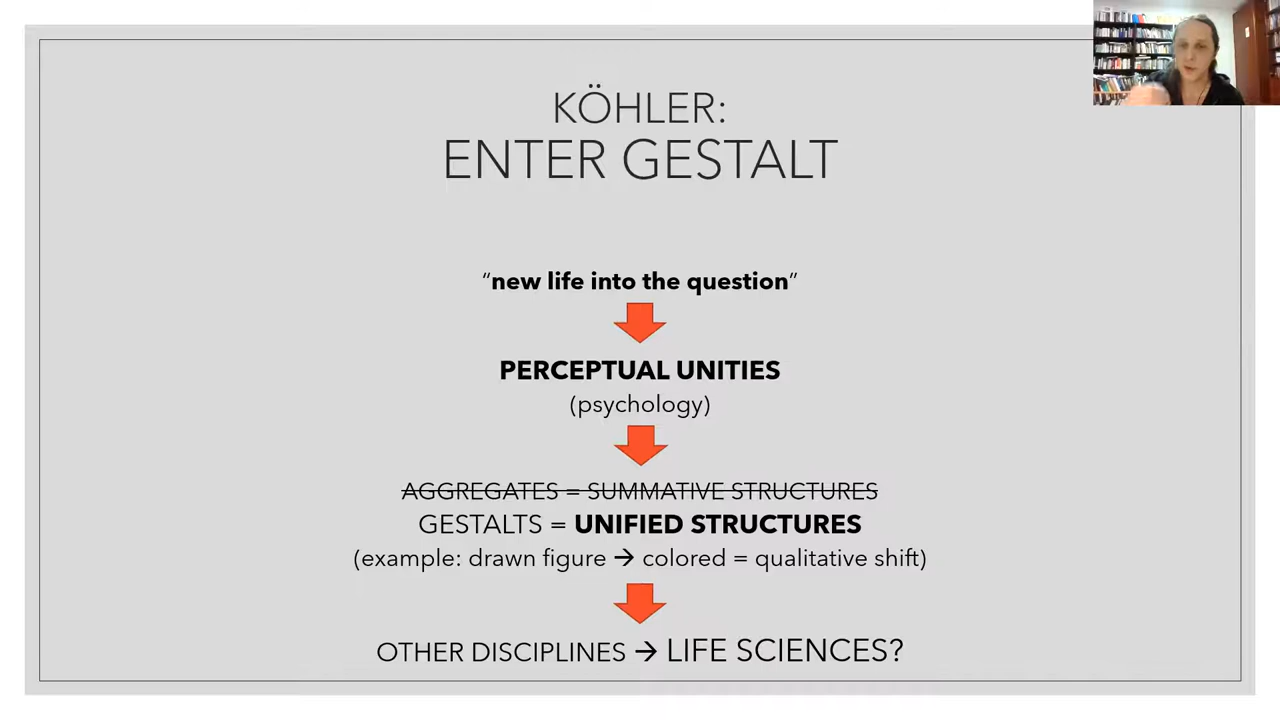 KÖHLER:
ENTER GESTALT
“new life into the question”
PERCEPTUAL UNITIES
(psychology)
AGGREGATES = SUMMATIVE STRUCTURES
GESTALTS = UNIFIED STRUCTURES
(example: drawn figure → colored = qualitative shift)
OTHER DISCIPLINES → LIFE SCIENCES?